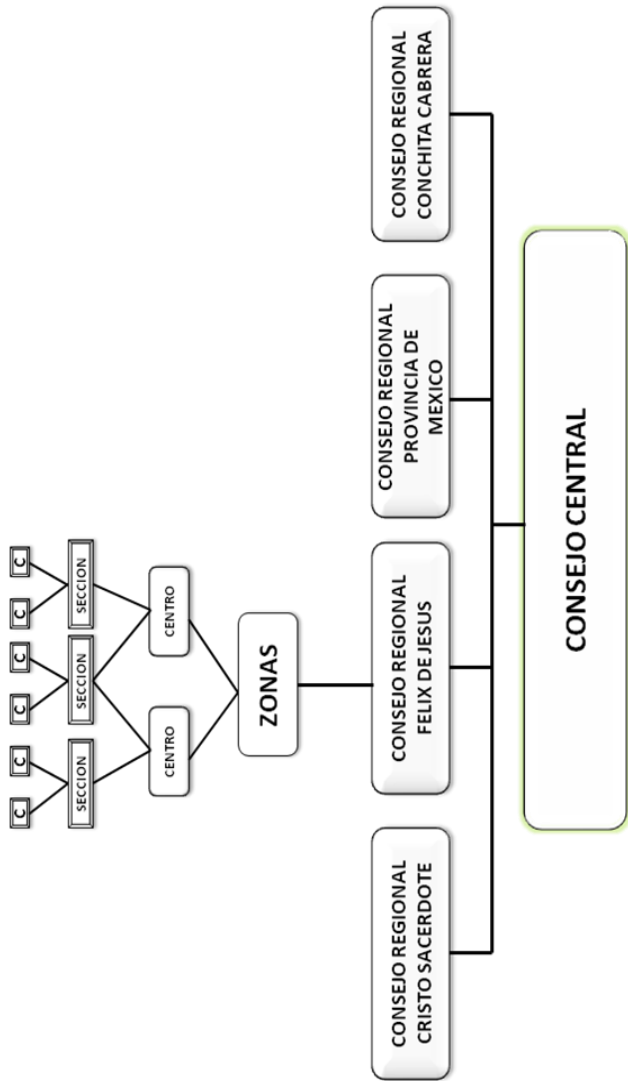 C
C
C
C
C
C
SECCION
SECCION
SECCION
CENTRO
CENTRO
ZONAS
CONSEJO REGIONAL
CRISTO SACERDOTE
CONSEJO REGIONAL
FELIX DE JESUS
CONSEJO REGIONAL
PROVINCIA DE
MEXICO
CONSEJO REGIONAL
CONCHITA CABRERA
CONSEJO CENTRAL